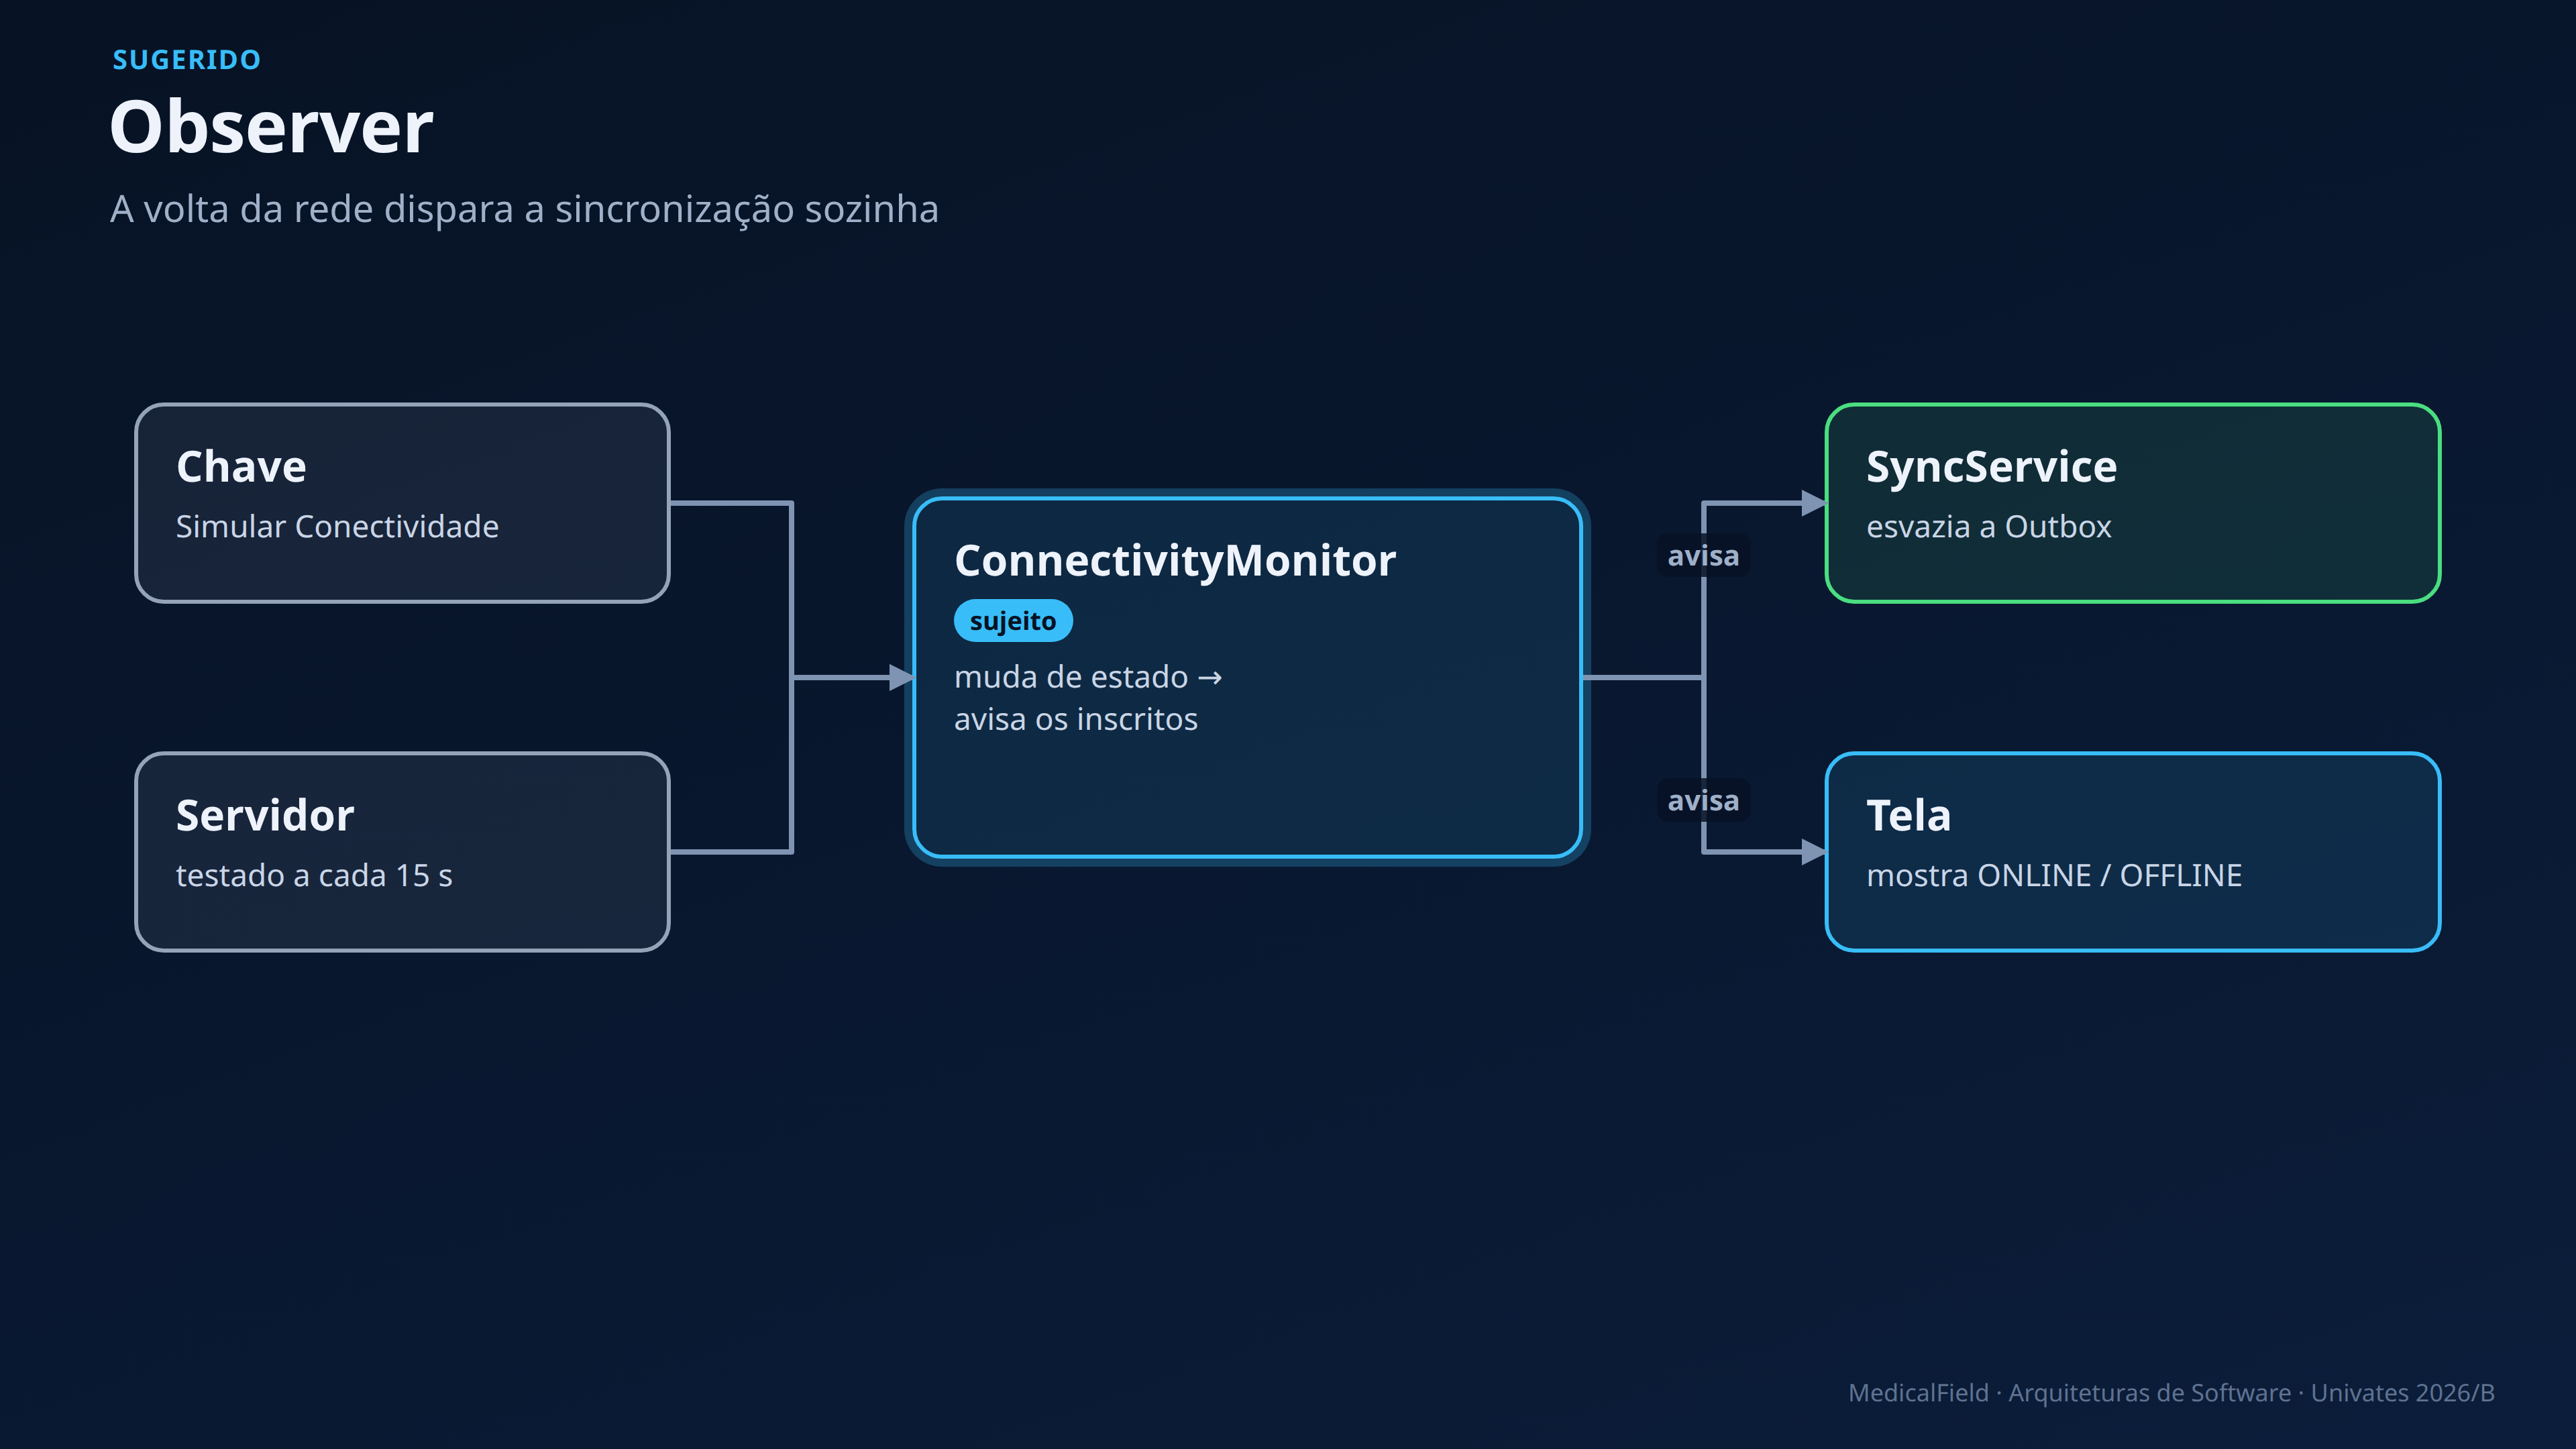 SUGERIDO
Observer
A volta da rede dispara a sincronização sozinha
Chave
Simular Conectividade
Servidor
testado a cada 15 s
ConnectivityMonitor
sujeito
muda de estado →
avisa os inscritos
avisa
avisa
SyncService
esvazia a Outbox
Tela
mostra ONLINE / OFFLINE
MedicalField · Arquiteturas de Software · Univates 2026/B